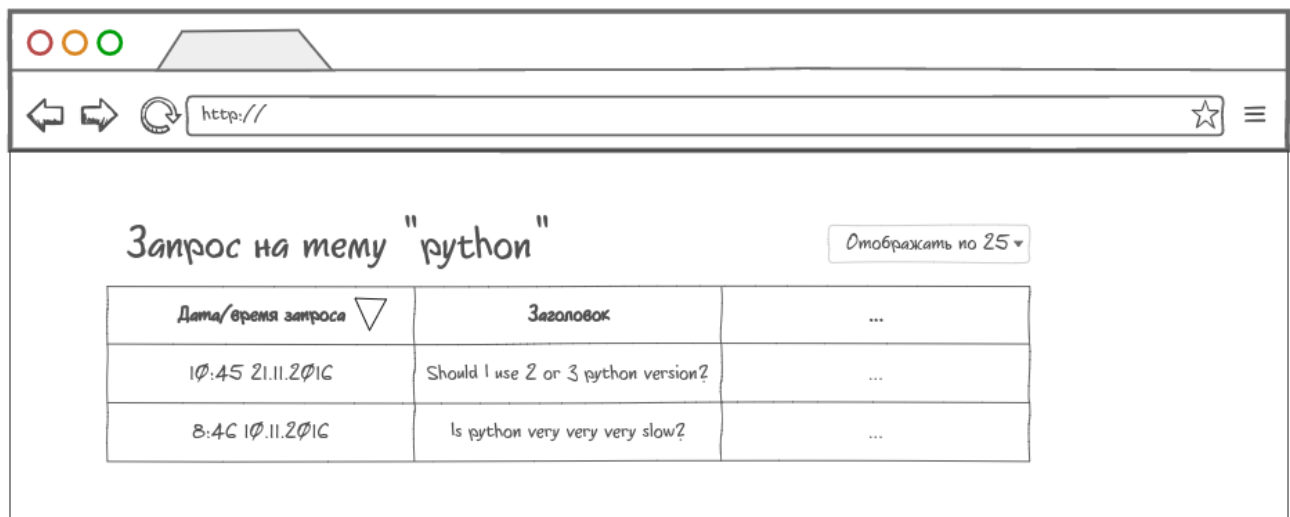 http://
Запрос на тему "python"
Отображать по 25
Дата/время запроса
Заголовок
...
10:45 21.11.2016
Should I use 2 or 3 python version?
...
8:46 10.11.2016
Is python very very very slow?
...